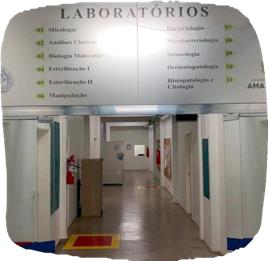 LABORATÓRIOS
01 Micologia
02 Análises Clínicas
03 Biologia Molecular
04 Esterilização I
05 Esterilização II
06 Manipulação
Bacteriologia 07
Micobacteriologia 08
Imunologia 09
Dermatopatologia 10
Histopatologia e 11
Citologia
AMA